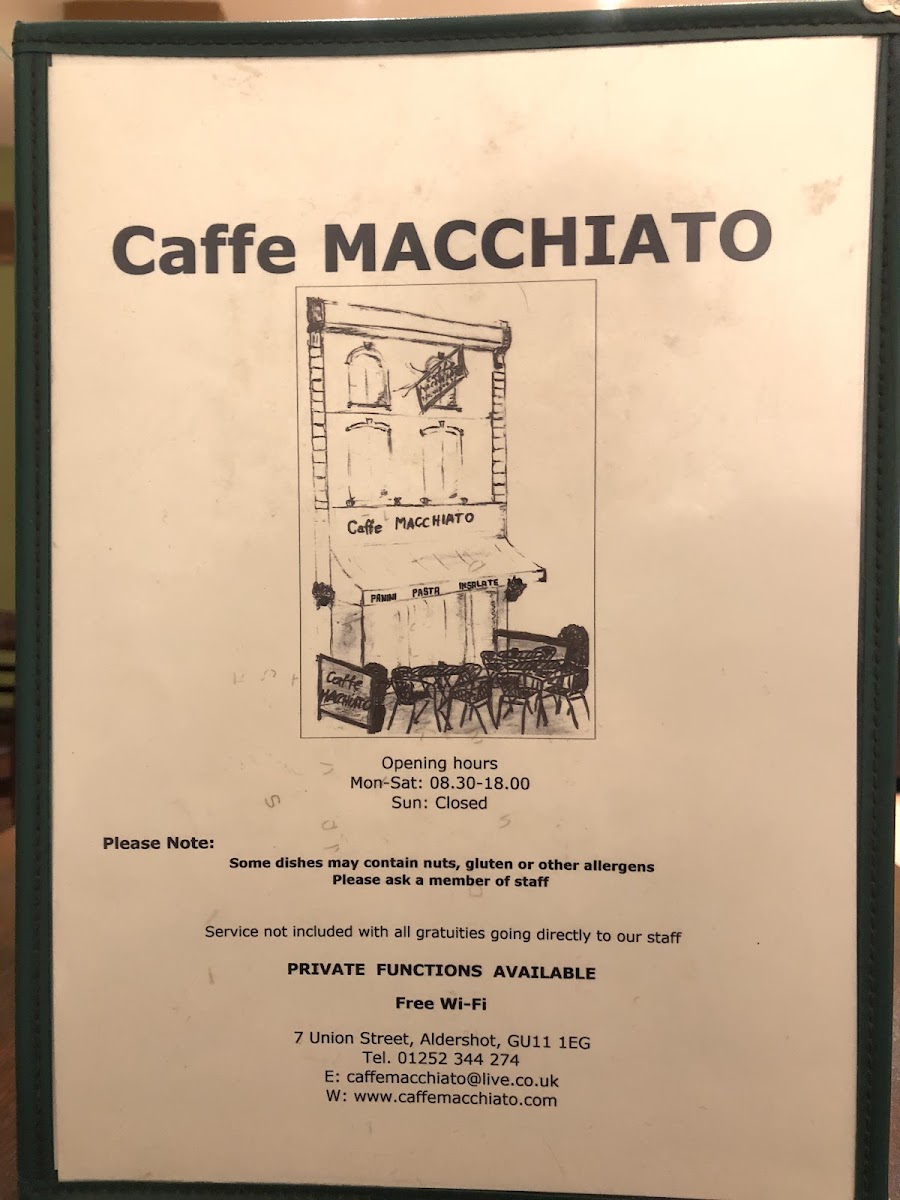 Caffe MACCHIATO
Caffe MACCHIATO
PANINI PASTA INSALATE
Caffe
MACCHIATO
Opening hours
Mon-Sat: 08.30-18.00
Sun: Closed
Please Note:
Some dishes may contain nuts, gluten or other allergens
Please ask a member of staff
Service not included with all gratuities going directly to our staff
PRIVATE FUNCTIONS AVAILABLE
Free Wi-Fi
7 Union Street, Aldershot, GU11 1EG
Tel. 01252 344 274
E: caffemacchiato@live.co.uk
W: www.caffemacchiato.com